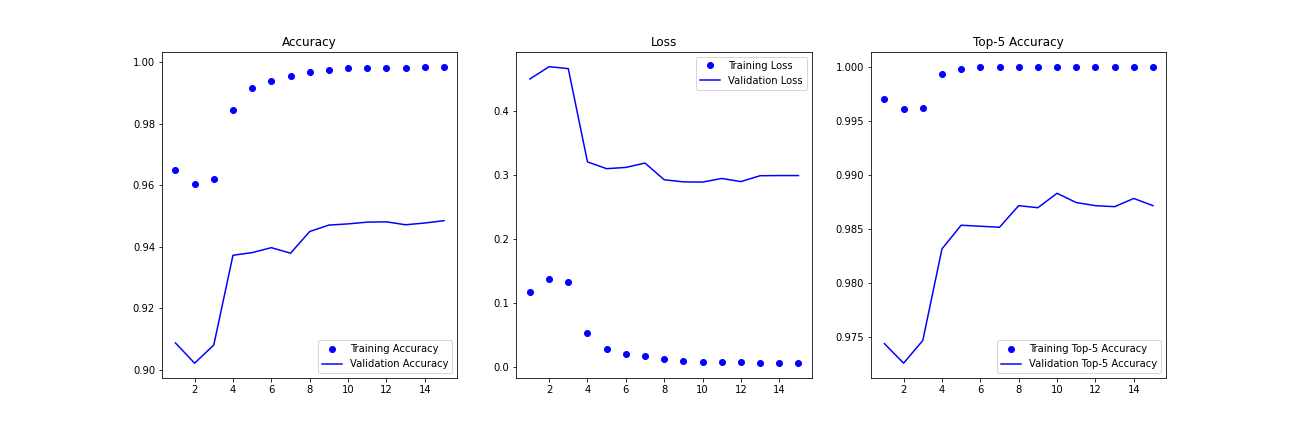 Accuracy
1.00
0.98
0.96
0.94
0.92
0.90
2 4 6 8 10 12 14
Training Accuracy
Validation Accuracy
Loss
0.4
0.3
0.2
0.1
0.0
2 4 6 8 10 12 14
Training Loss
Validation Loss
Top-5 Accuracy
1.000
0.995
0.990
0.985
0.980
0.975
2 4 6 8 10 12 14
Training Top-5 Accuracy
Validation Top-5 Accuracy